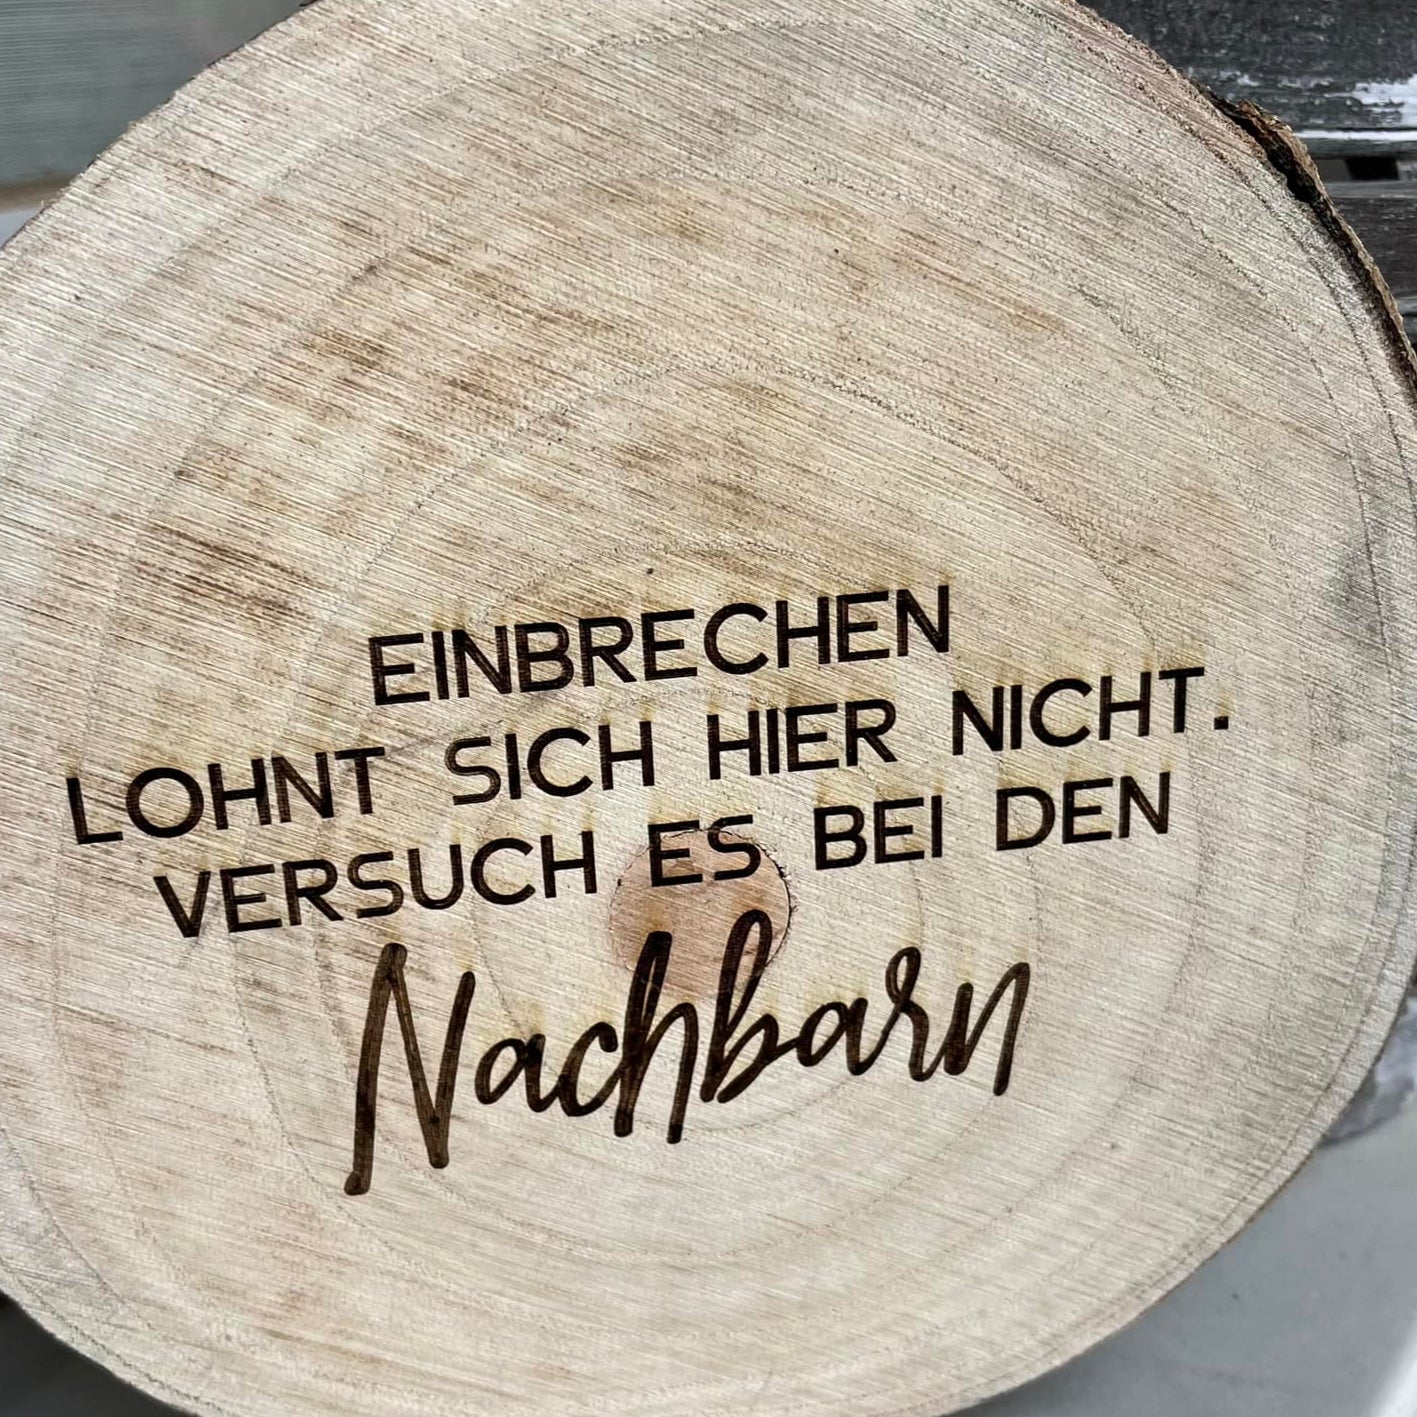 EINBRECHEN
LOHNT SICH HIER NICHT.
VERSUCH ES BEI DEN
Nachbarn